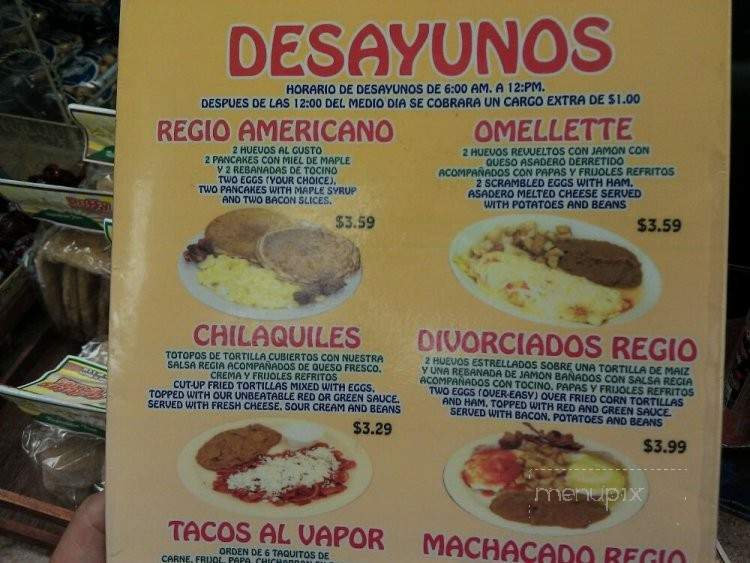 DESAYUNOS
HORARIO DE DESAYUNOS DE 6:00 AM. A 12:PM.
DESPUES DE LAS 12:00 DEL MEDIO DIA SE COBRARA UN CARGO EXTRA DE $1.00
REGIO AMERICANO
2 HUEVOS AL GUSTO
2 PANCAKES CON MIEL DE MAPLE
Y 2 REBANADAS DE TOCINO
TWO EGGS (YOUR CHOICE),
TWO PANCAKES WITH MAPLE SYRUP
AND TWO BACON SLICES.
$3.59
OMELLETTE
2 HUEVOS REVUELTOS CON JAMON CON
QUESO ASADERO DERRETIDO
ACOMPAÑADOS CON PAPAS Y FRIJOLES REFRITOS
2 SCRAMBLED EGGS WITH HAM,
ASADERO MELTED CHEESE SERVED
WITH POTATOES AND BEANS
$3.59
CHILAQUILES
TOTOPOS DE TORTILLA CUBIERTOS CON NUESTRA
SALSA REGIA ACOMPAÑADOS DE QUESO FRESCO,
CREMA Y FRIJOLES REFRITOS
CUT-UP FRIED TORTILLAS MIXED WITH EGGS,
TOPPED WITH OUR UNBEATABLE RED OR GREEN SAUCE,
SERVED WITH FRESH CHEESE, SOUR CREAM AND BEANS
$3.29
DIVORCIADOS REGIO
2 HUEVOS ESTRELLADOS SOBRE UNA TORTILLA DE MAIZ
Y UNA REBANADA DE JAMON BAÑADOS CON SALSA REGIA
ACOMPAÑADOS CON TOCINO, PAPAS Y FRIJOLES REFRITOS
TWO EGGS (OVER-EASY) OVER FRIED CORN TORTILLAS
AND HAM, TOPPED WITH RED AND GREEN SAUCE.
SERVED WITH BACON, POTATOES AND BEANS
$3.99
menupix
TACOS AL VAPOR
ORDEN DE 6 TAQUITOS DE
CARNE, FRIJOL, PAPA,
MACHACADO REGIO